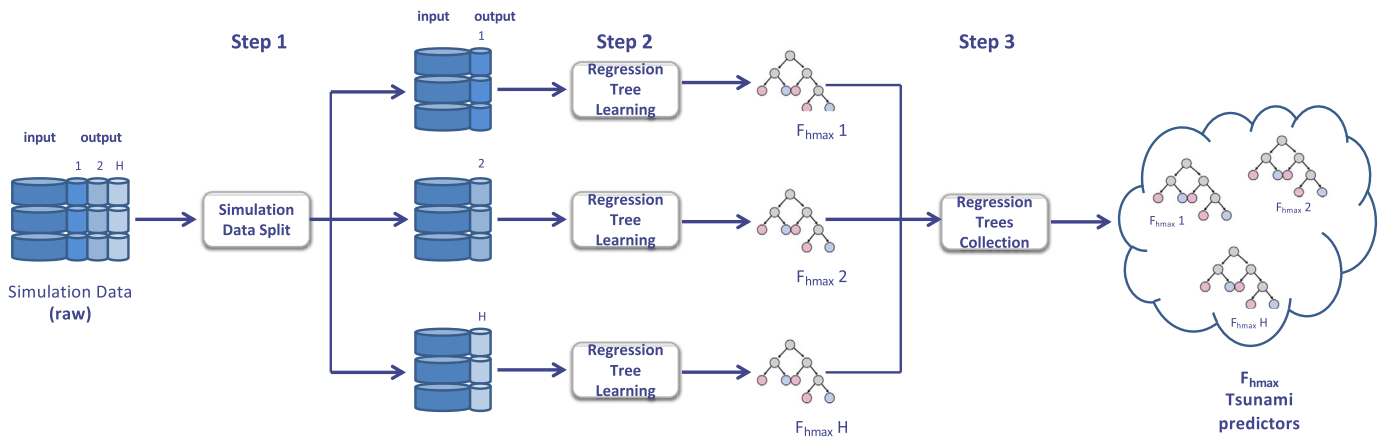 input output
1 2 H
Simulation Data
(raw)
Step 1
Simulation
Data Split
input output
1
2
H
Step 2
Regression
Tree
Learning
Regression
Tree
Learning
Regression
Tree
Learning
Fhmax 1
Fhmax 2
Fhmax H
Step 3
Regression
Trees
Collection
Fhmax 1
Fhmax 2
Fhmax H
Fhmax
Tsunami
predictors